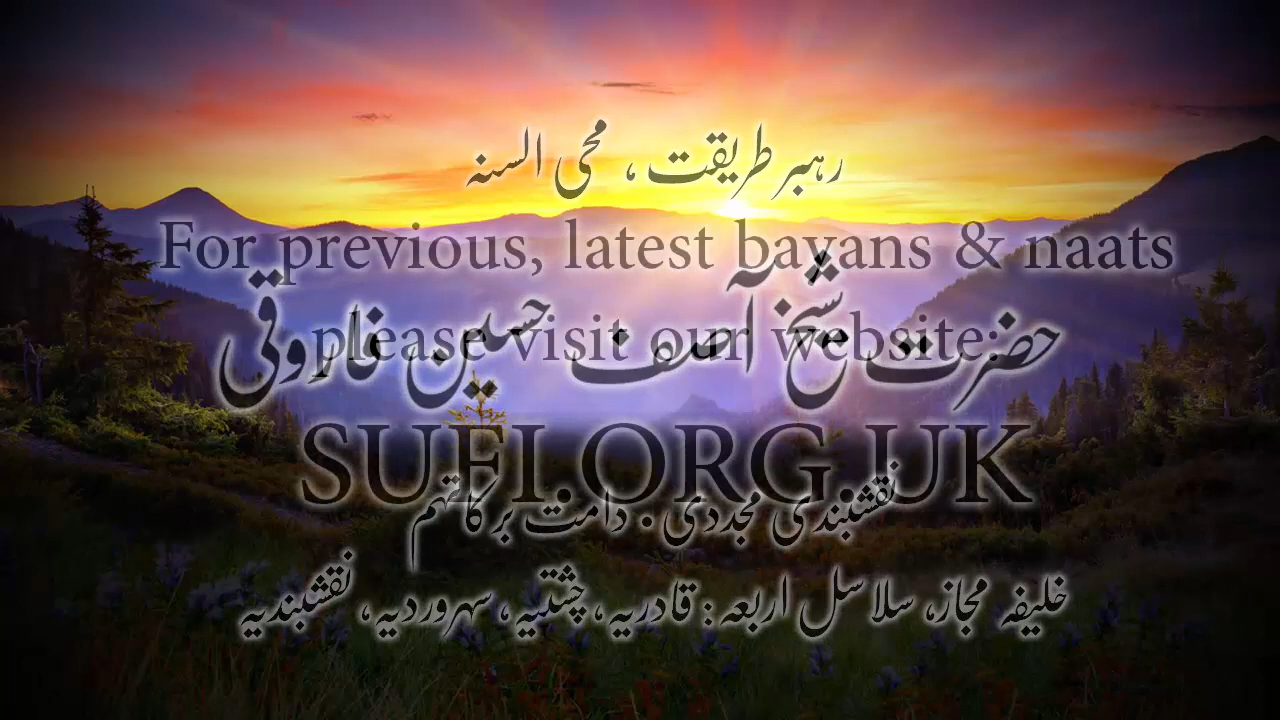 رہبر طریقت ، محی السنہ
For previous, latest bayans & naats
حضرت شیخ آصف حسین فاروقی
please visit our website:
SUFI.ORG.UK
نقشبندی مجددی . دامت برکاتہم
خلیفہ مجاز، سلاسل اربعہ: قادریہ، چشتیہ، سہروردیہ، نقشبندیہ